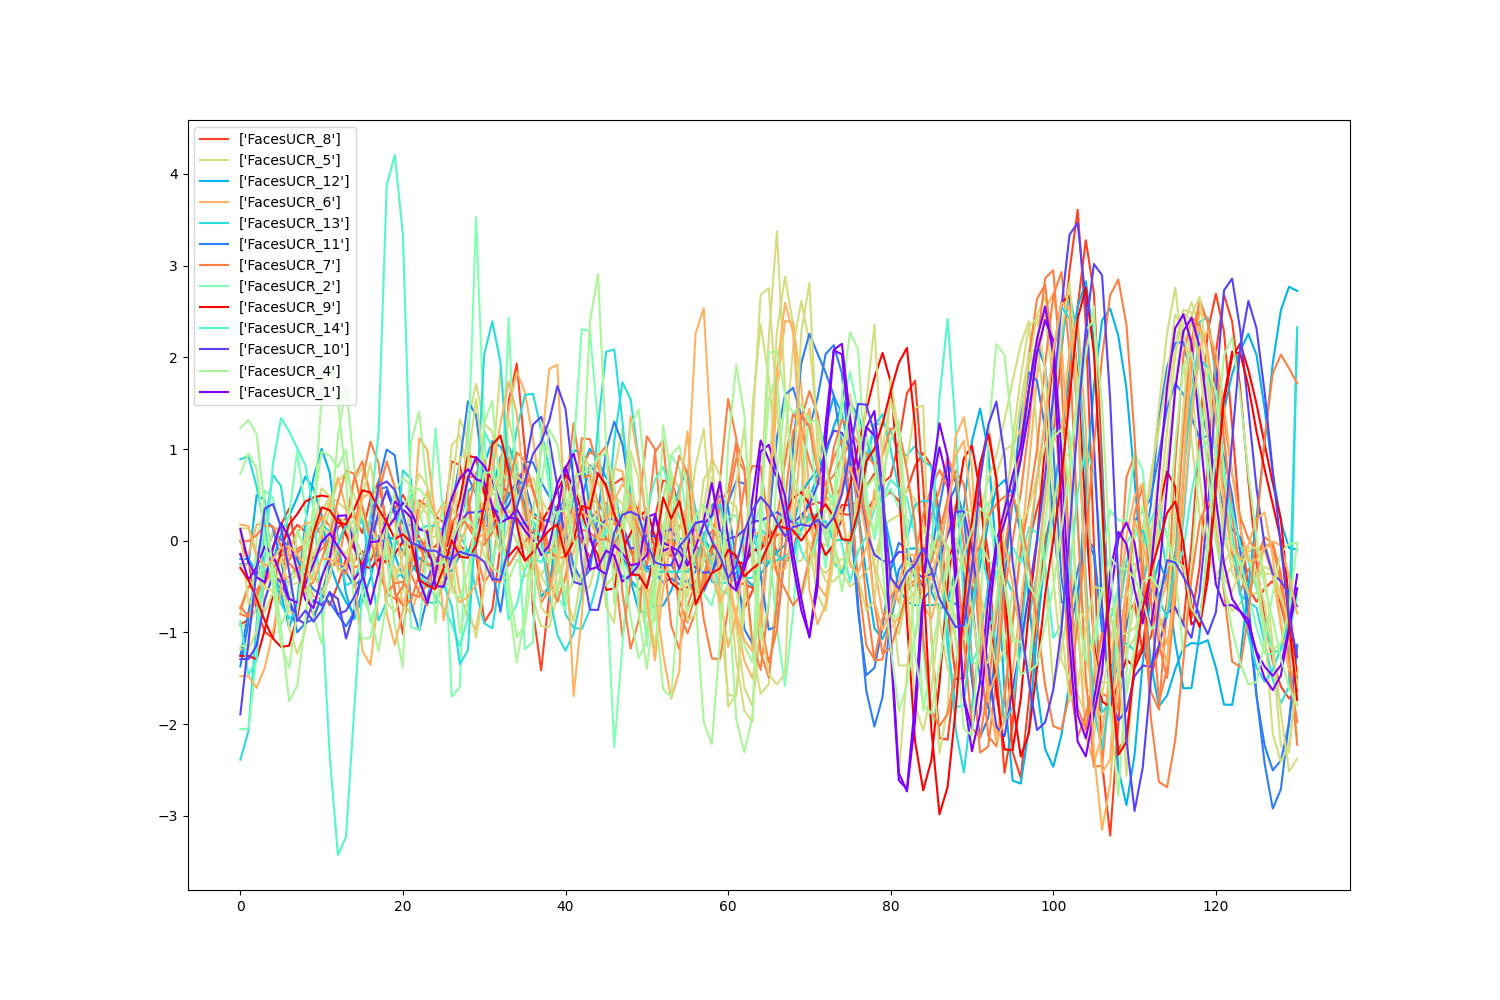 ['FacesUCR_8']
['FacesUCR_5']
['FacesUCR_12']
['FacesUCR_6']
['FacesUCR_13']
['FacesUCR_11']
['FacesUCR_7']
['FacesUCR_2']
['FacesUCR_9']
['FacesUCR_14']
['FacesUCR_10']
['FacesUCR_4']
['FacesUCR_1']
4
3
2
1
0
−1
−2
−3
0 20 40 60 80 100 120